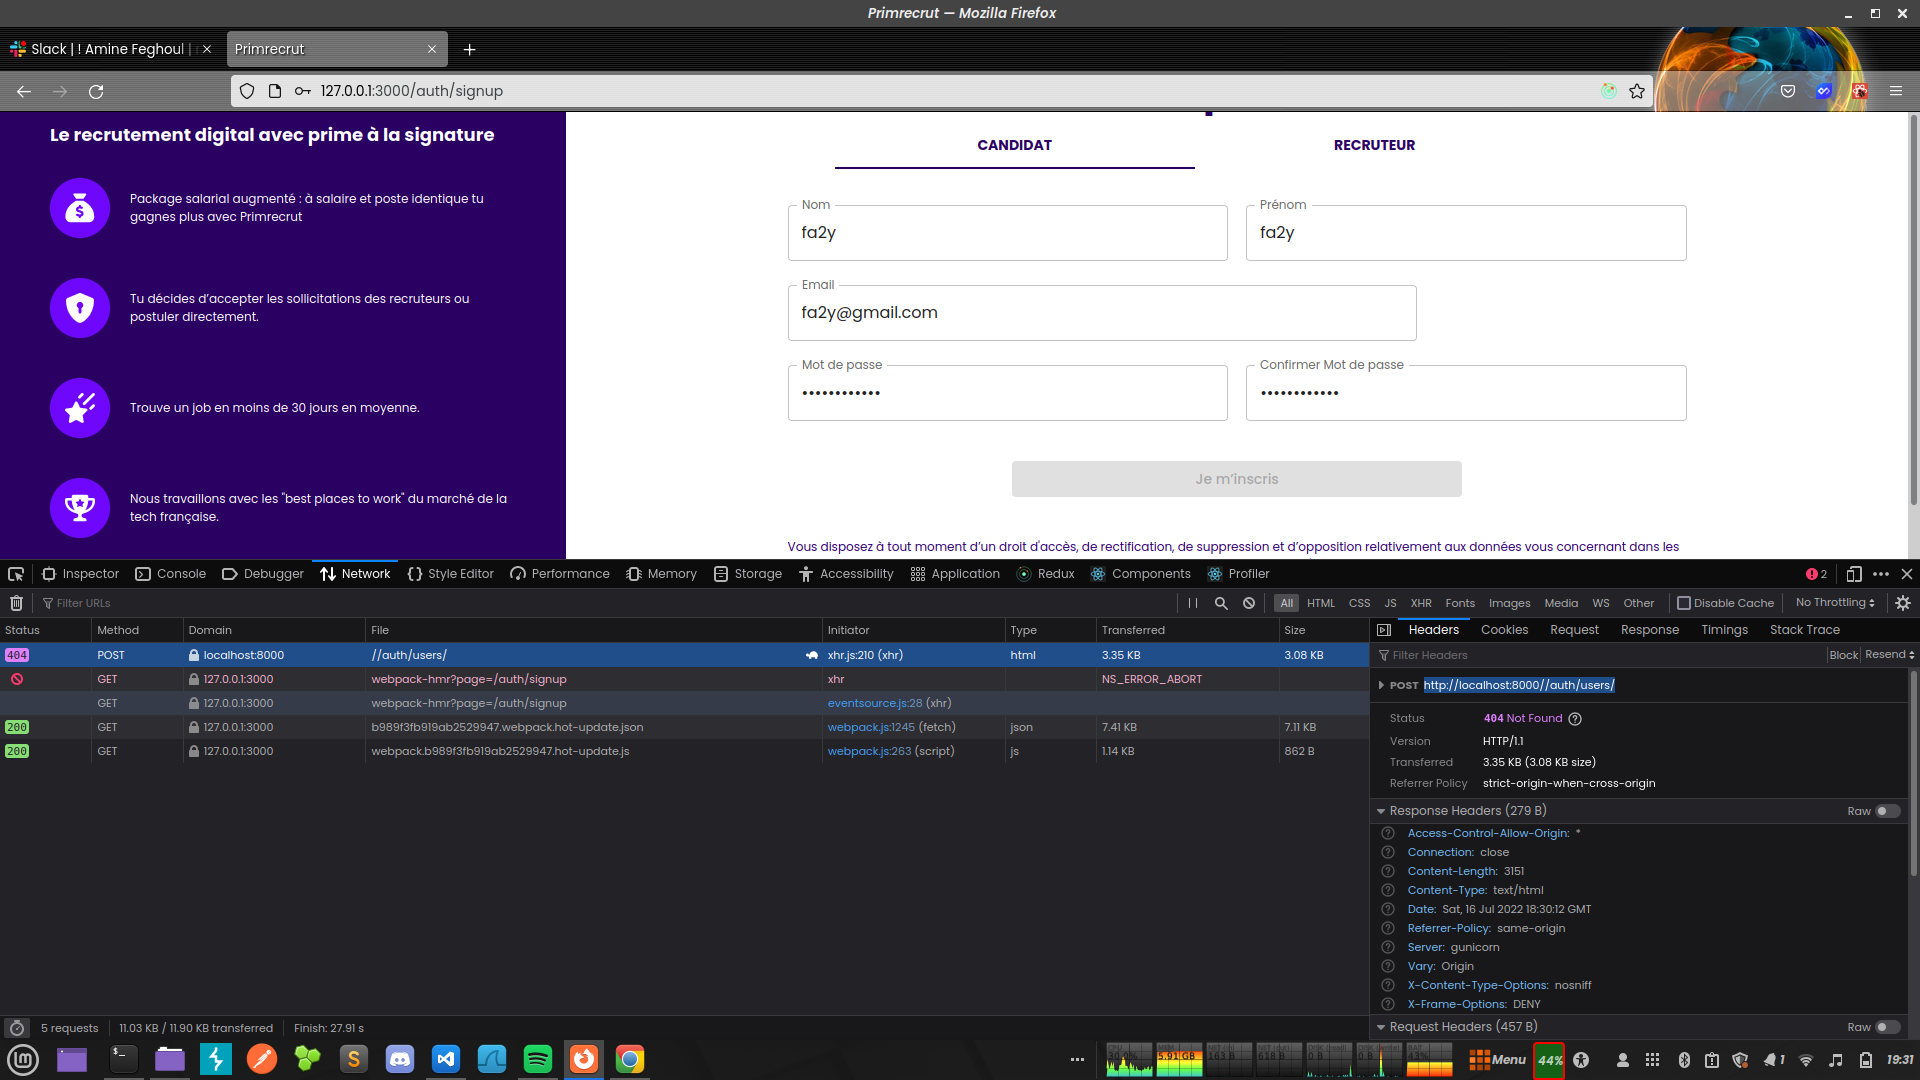 Primrecrut — Mozilla Firefox
Slack | ! Amine Feghoul |
Primrecrut
127.0.0.1:3000/auth/signup
Le recrutement digital avec prime à la signature
Package salarial augmenté : à salaire et poste identique tu
gagnes plus avec Primrecrut
Tu décides d’accepter les sollicitations des recruteurs ou
postuler directement.
Trouve un job en moins de 30 jours en moyenne.
Nous travaillons avec les "best places to work" du marché de la
tech française.
CANDIDAT
RECRUTEUR
Nom
fa2y
Prénom
fa2y
Email
fa2y@gmail.com
Mot de passe
••••••••••••
Confirmer Mot de passe
••••••••••••
Je m’inscris
Vous disposez à tout moment d’un droit d'accès, de rectification, de suppression et d’opposition relativement aux données vous concernant dans les
Inspector Console Debugger Network Style Editor Performance Memory Storage Accessibility Application Redux Components Profiler 2
Filter URLs
All HTML CSS JS XHR Fonts Images Media WS Other Disable Cache No Throttling
Status Method Domain File Initiator Type Transferred Size
404 POST localhost:8000 //auth/users/ xhr.js:210 (xhr) html 3.35 KB 3.08 KB
GET 127.0.0.1:3000 webpack-hmr?page=/auth/signup xhr NS_ERROR_ABORT
GET 127.0.0.1:3000 webpack-hmr?page=/auth/signup eventsource.js:28 (xhr)
200 GET 127.0.0.1:3000 b989f3fb919ab2529947.webpack.hot-update.json webpack.js:1245 (fetch) json 7.41 KB 7.11 KB
200 GET 127.0.0.1:3000 webpack.b989f3fb919ab2529947.hot-update.js webpack.js:263 (script) js 1.14 KB 862 B
Headers Cookies Request Response Timings Stack Trace
Filter Headers
Block Resend
POST http://localhost:8000//auth/users/
Status 404 Not Found
Version HTTP/1.1
Transferred 3.35 KB (3.08 KB size)
Referrer Policy strict-origin-when-cross-origin
Response Headers (279 B) Raw
Access-Control-Allow-Origin: *
Connection: close
Content-Length: 3151
Content-Type: text/html
Date: Sat, 16 Jul 2022 18:30:12 GMT
Referrer-Policy: same-origin
Server: gunicorn
Vary: Origin
X-Content-Type-Options: nosniff
X-Frame-Options: DENY
Request Headers (457 B) Raw
5 requests 11.03 KB / 11.90 KB transferred Finish: 27.91 s
5.91 GB
Menu
44%
1
19:31